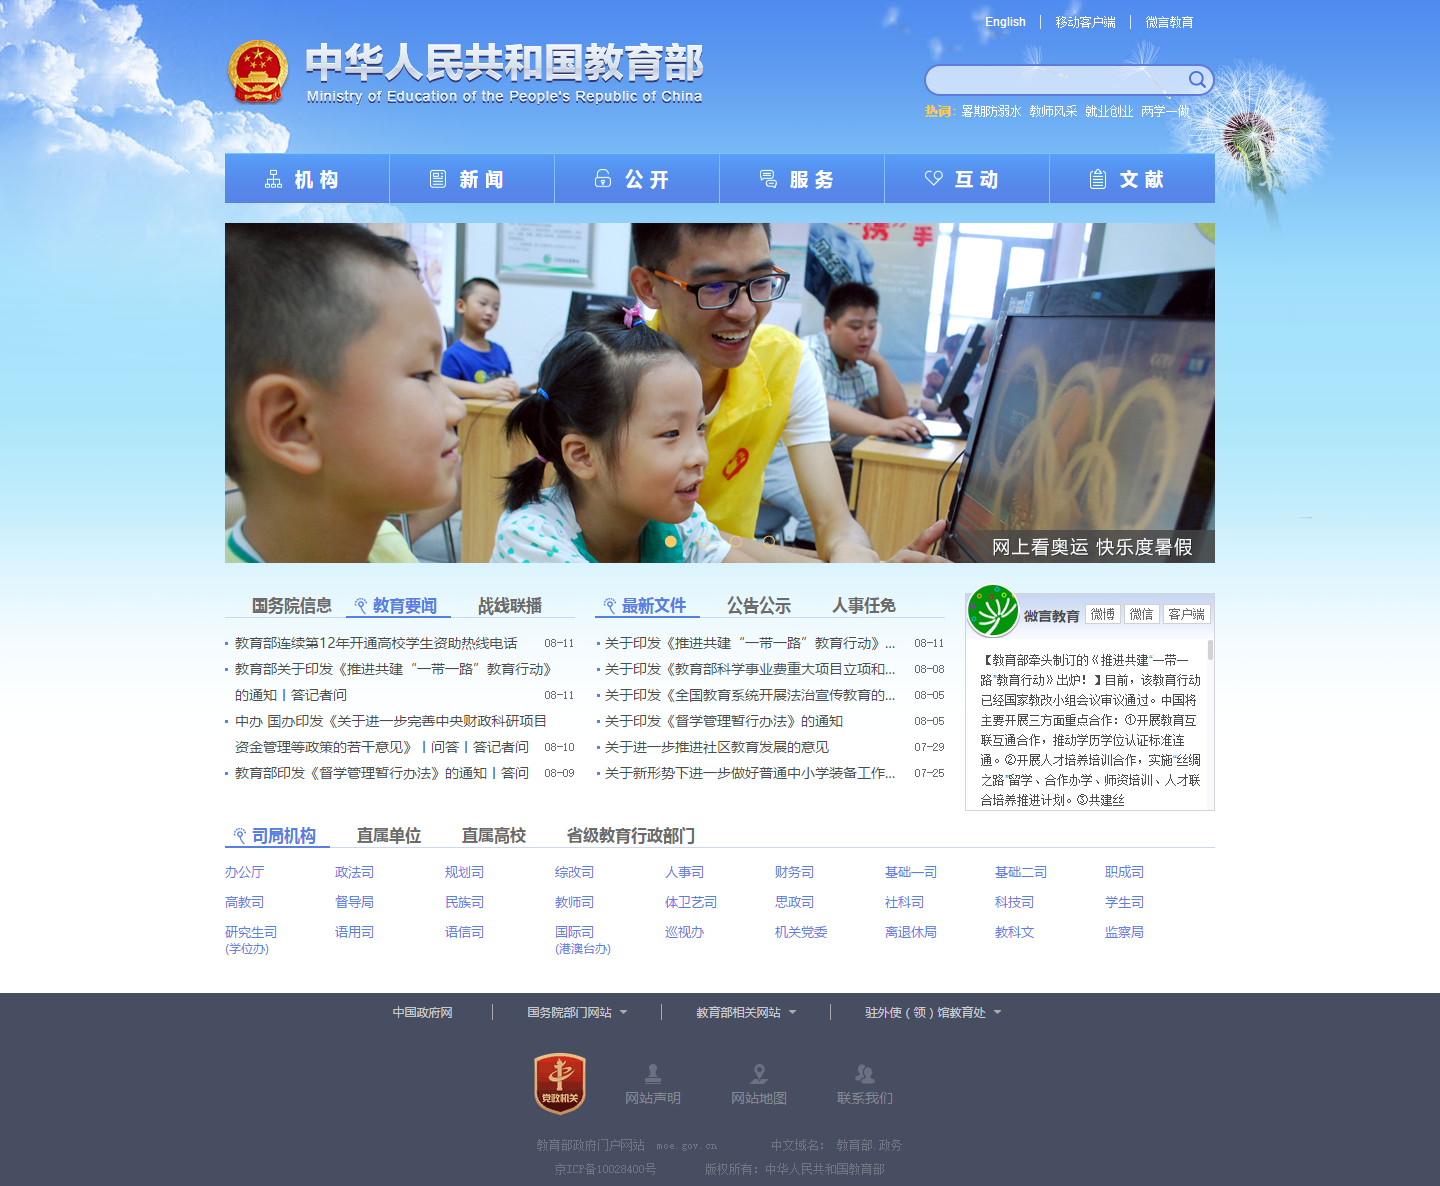 English
移动客户端
微言教育
中华人民共和国教育部
Ministry of Education of the People's Republic of China
热词：暑期防溺水 教师风采 就业创业 两学一做
机构
新闻
公开
服务
互动
文献
携 手
网上看奥运 快乐度暑假
国务院信息
教育要闻
战线联播
教育部连续第12年开通高校学生资助热线电话 08-11
教育部关于印发《推进共建“一带一路”教育行动》
的通知丨答记者问 08-11
中办 国办印发《关于进一步完善中央财政科研项目
资金管理等政策的若干意见》丨问答丨答记者问 08-10
教育部印发《督学管理暂行办法》的通知丨答问 08-09
最新文件
公告公示
人事任免
关于印发《推进共建“一带一路”教育行动》... 08-11
关于印发《教育部科学事业费重大项目立项和... 08-08
关于印发《全国教育系统开展法治宣传教育的... 08-05
关于印发《督学管理暂行办法》的通知 08-05
关于进一步推进社区教育发展的意见 07-29
关于新形势下进一步做好普通中小学装备工作... 07-25
微言教育 微博 微信 客户端
【教育部牵头制订的《推进共建“一带一
路”教育行动》出炉！】目前，该教育行动
已经国家教改小组会议审议通过。中国将
主要开展三方面重点合作：①开展教育互
联互通合作，推动学历学位认证标准连
通。②开展人才培养培训合作，实施“丝绸
之路”留学、合作办学、师资培训、人才联
合培养推进计划。③共建丝
司局机构
直属单位
直属高校
省级教育行政部门
办公厅 政法司 规划司 综改司 人事司 财务司 基础一司 基础二司 职成司
高教司 督导局 民族司 教师司 体卫艺司 思政司 社科司 科技司 学生司
研究生司 语用司 语信司 国际司 巡视办 机关党委 离退休局 教科文 监察局
(学位办) (港澳台办)
中国政府网
国务院部门网站
教育部相关网站
驻外使（领）馆教育处
党政机关
网站声明
网站地图
联系我们
教育部政府门户网站 moe.gov.cn 中文域名： 教育部.政务
京ICP备10028400号 版权所有：中华人民共和国教育部